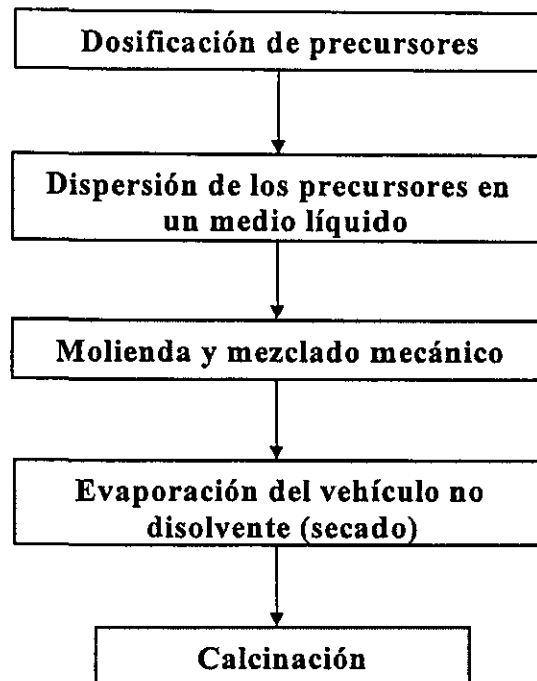 Dosificación de precursores
Dispersión de los precursores en
un medio líquido
Molienda y mezclado mecánico
Evaporación del vehículo no
disolvente (secado)
Calcinación